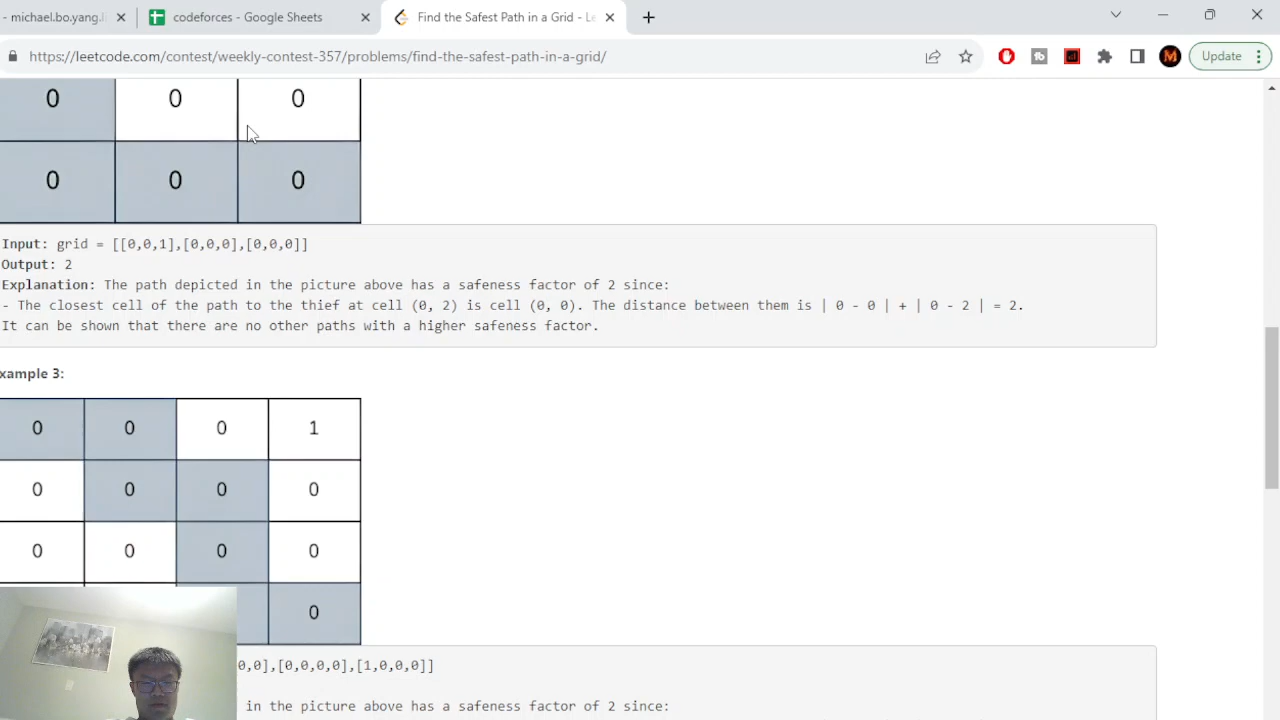 - michael.bo.yang.li
codeforces - Google Sheets
Find the Safest Path in a Grid - Le
https://leetcode.com/contest/weekly-contest-357/problems/find-the-safest-path-in-a-grid/
M
Update
0 0 0
0 0 0
Input: grid = [[0,0,1],[0,0,0],[0,0,0]]
Output: 2
Explanation: The path depicted in the picture above has a safeness factor of 2 since:
- The closest cell of the path to the thief at cell (0, 2) is cell (0, 0). The distance between them is | 0 - 0 | + | 0 - 2 | = 2.
It can be shown that there are no other paths with a higher safeness factor.
xample 3:
0 0 0 1
0 0 0 0
0 0 0 0
0
0,0],[0,0,0,0],[1,0,0,0]]
in the picture above has a safeness factor of 2 since: